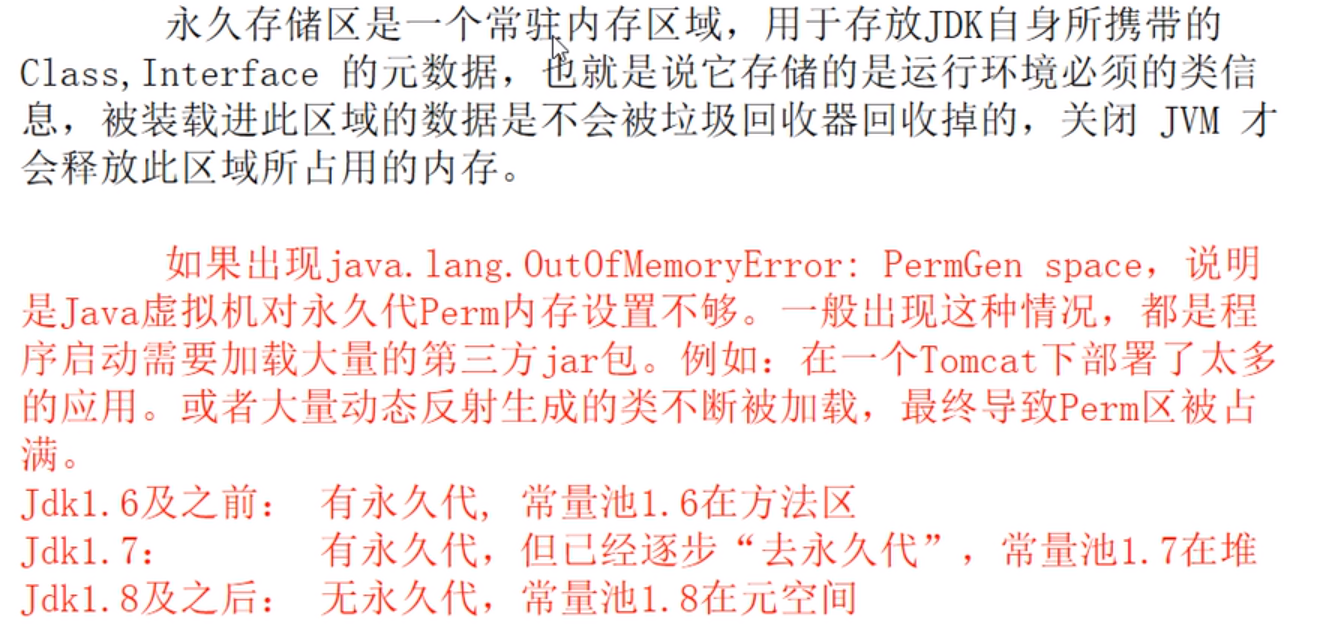 永久存储区是一个常驻内存区域，用于存放JDK自身所携带的
Class,Interface 的元数据，也就是说它存储的是运行环境必须的类信
息，被装载进此区域的数据是不会被垃圾回收器回收掉的，关闭 JVM 才
会释放此区域所占用的内存。
如果出现java.lang.OutOfMemoryError: PermGen space，说明
是Java虚拟机对永久代Perm内存设置不够。一般出现这种情况，都是程
序启动需要加载大量的第三方jar包。例如：在一个Tomcat下部署了太多
的应用。或者大量动态反射生成的类不断被加载，最终导致Perm区被占
满。
Jdk1.6及之前： 有永久代, 常量池1.6在方法区
Jdk1.7： 有永久代，但已经逐步“去永久代”，常量池1.7在堆
Jdk1.8及之后： 无永久代，常量池1.8在元空间